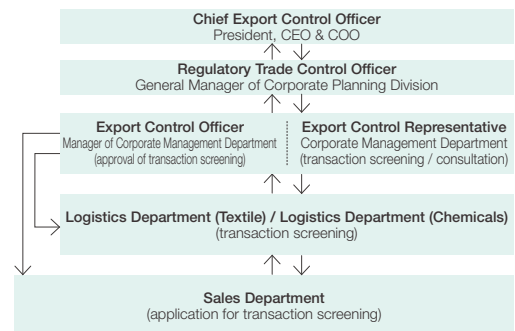 Chief Export Control Officer
President, CEO & COO
Regulatory Trade Control Officer
General Manager of Corporate Planning Division
Export Control Officer
Manager of Corporate Management Department
(approval of transaction screening)
Export Control Representative
Corporate Management Department
(transaction screening / consultation)
Logistics Department (Textile) / Logistics Department (Chemicals)
(transaction screening)
Sales Department
(application for transaction screening)